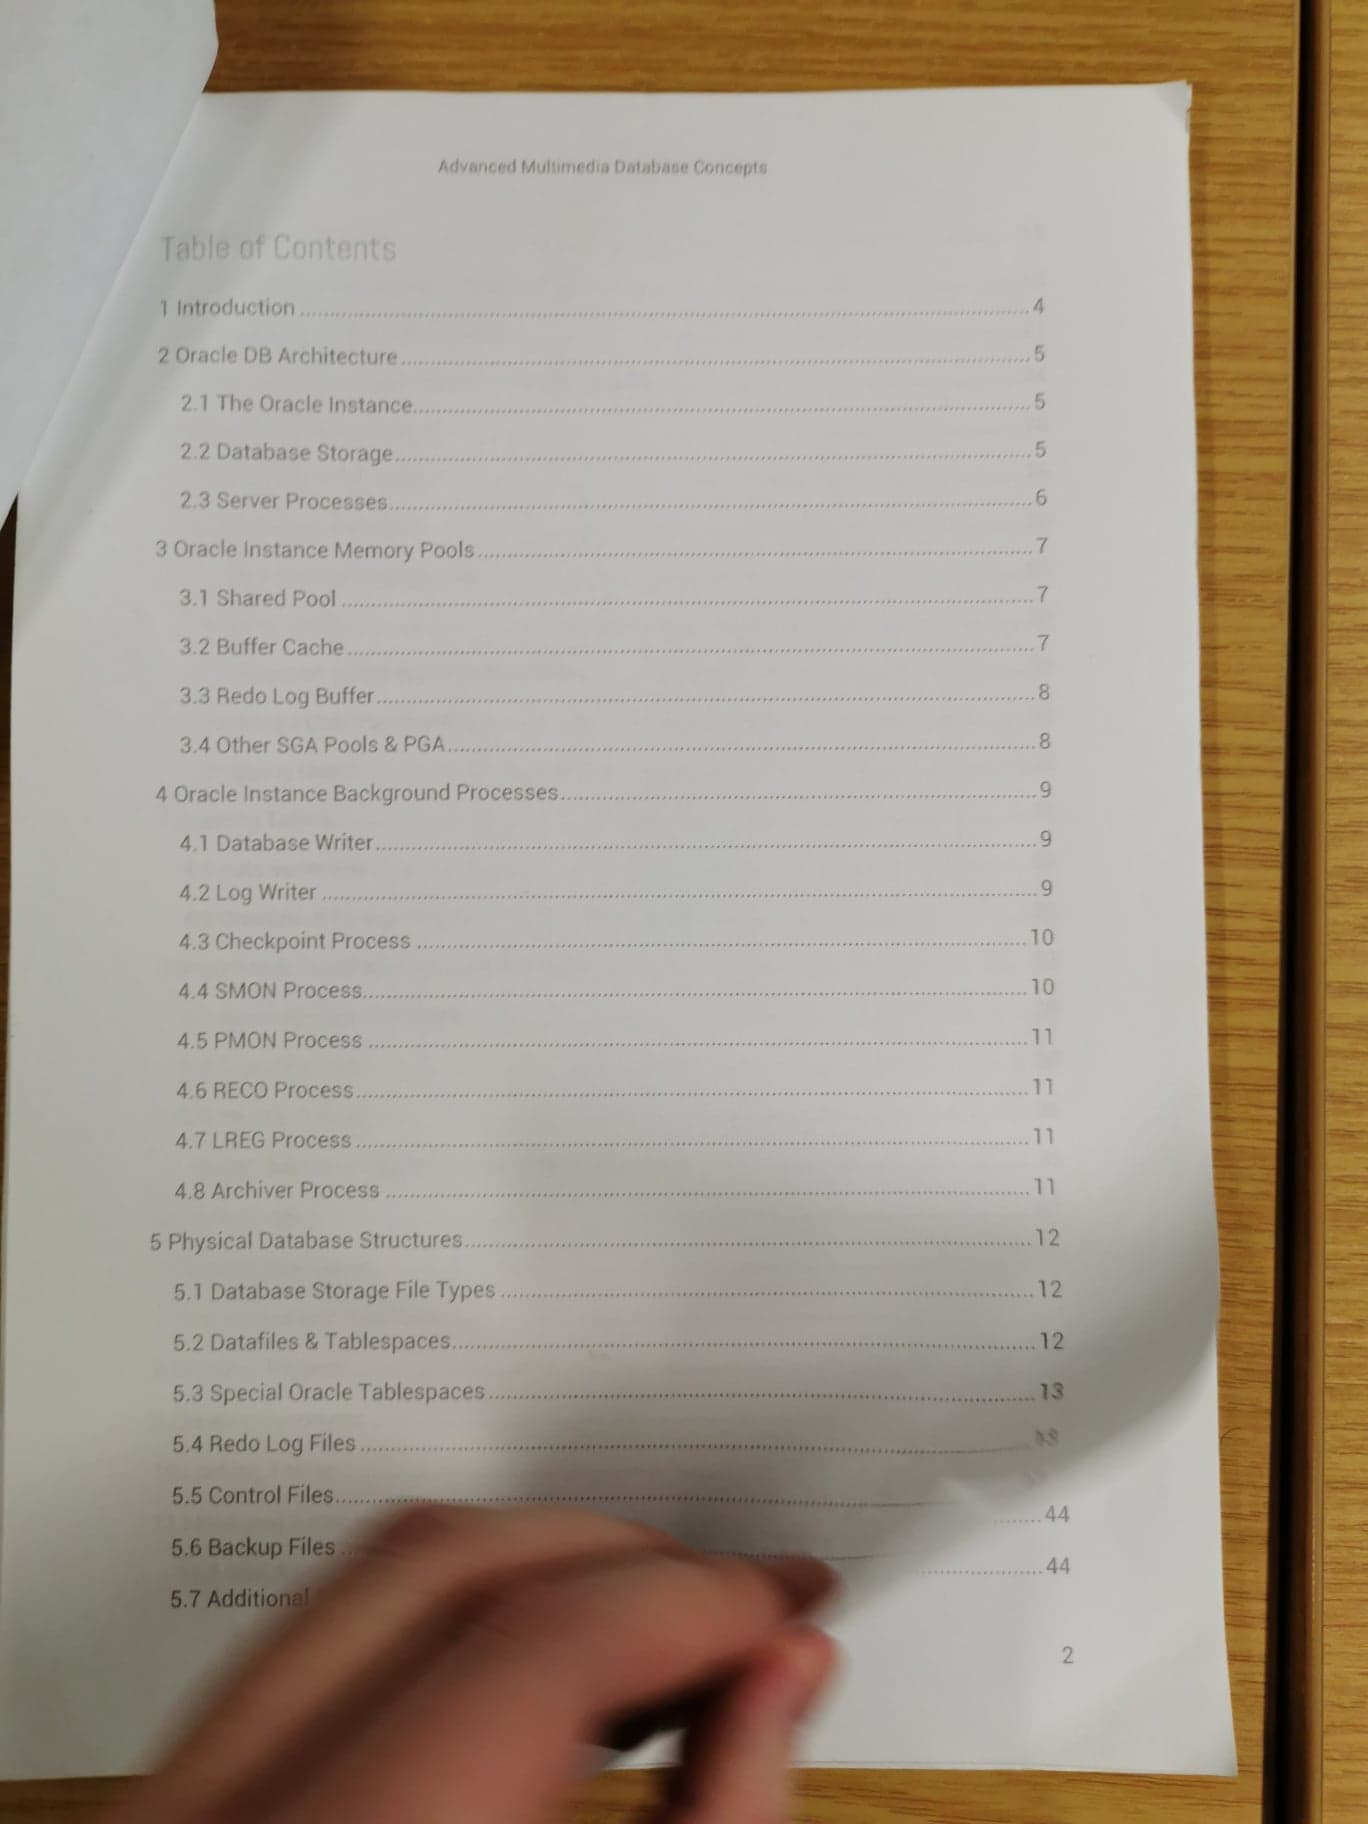 Advanced Multimedia Database Concepts
Table of Contents
1 Introduction ........ 4
2 Oracle DB Architecture ........ 5
2.1 The Oracle Instance ........ 5
2.2 Database Storage ........ 5
2.3 Server Processes ........ 6
3 Oracle Instance Memory Pools ........ 7
3.1 Shared Pool ........ 7
3.2 Buffer Cache ........ 7
3.3 Redo Log Buffer ........ 8
3.4 Other SGA Pools & PGA ........ 8
4 Oracle Instance Background Processes ........ 9
4.1 Database Writer ........ 9
4.2 Log Writer ........ 9
4.3 Checkpoint Process ........ 10
4.4 SMON Process ........ 10
4.5 PMON Process ........ 11
4.6 RECO Process ........ 11
4.7 LREG Process ........ 11
4.8 Archiver Process ........ 11
5 Physical Database Structures ........ 12
5.1 Database Storage File Types ........ 12
5.2 Datafiles & Tablespaces ........ 12
5.3 Special Oracle Tablespaces ........ 13
5.4 Redo Log Files ........
5.5 Control Files ........ 44
5.6 Backup Files ........ 44
5.7 Additional
2